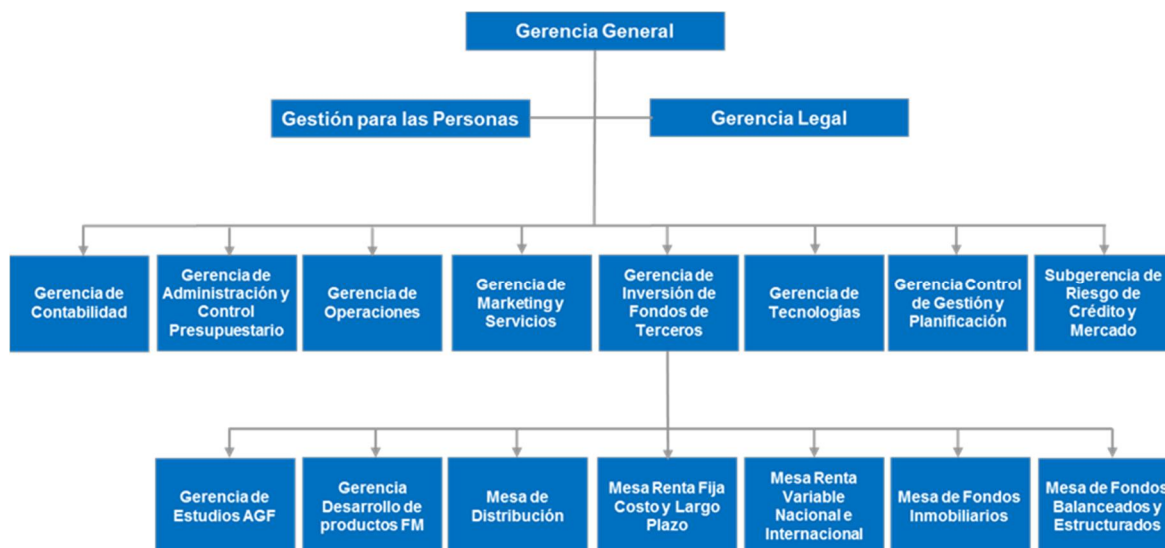 Gerencia General
Gestión para las Personas
Gerencia Legal
Gerencia de
Contabilidad
Gerencia de
Administración y
Control
Presupuestario
Gerencia de
Operaciones
Gerencia de
Marketing y
Servicios
Gerencia de
Inversión de
Fondos de
Terceros
Gerencia de
Tecnologías
Gerencia Control
de Gestión y
Planificación
Subgerencia de
Riesgo de
Crédito y
Mercado
Gerencia de
Estudios AGF
Gerencia
Desarrollo de
productos FM
Mesa de
Distribución
Mesa Renta Fija
Costo y Largo
Plazo
Mesa Renta
Variable
Nacional e
Internacional
Mesa de Fondos
Inmobiliarios
Mesa de Fondos
Balanceados y
Estructurados